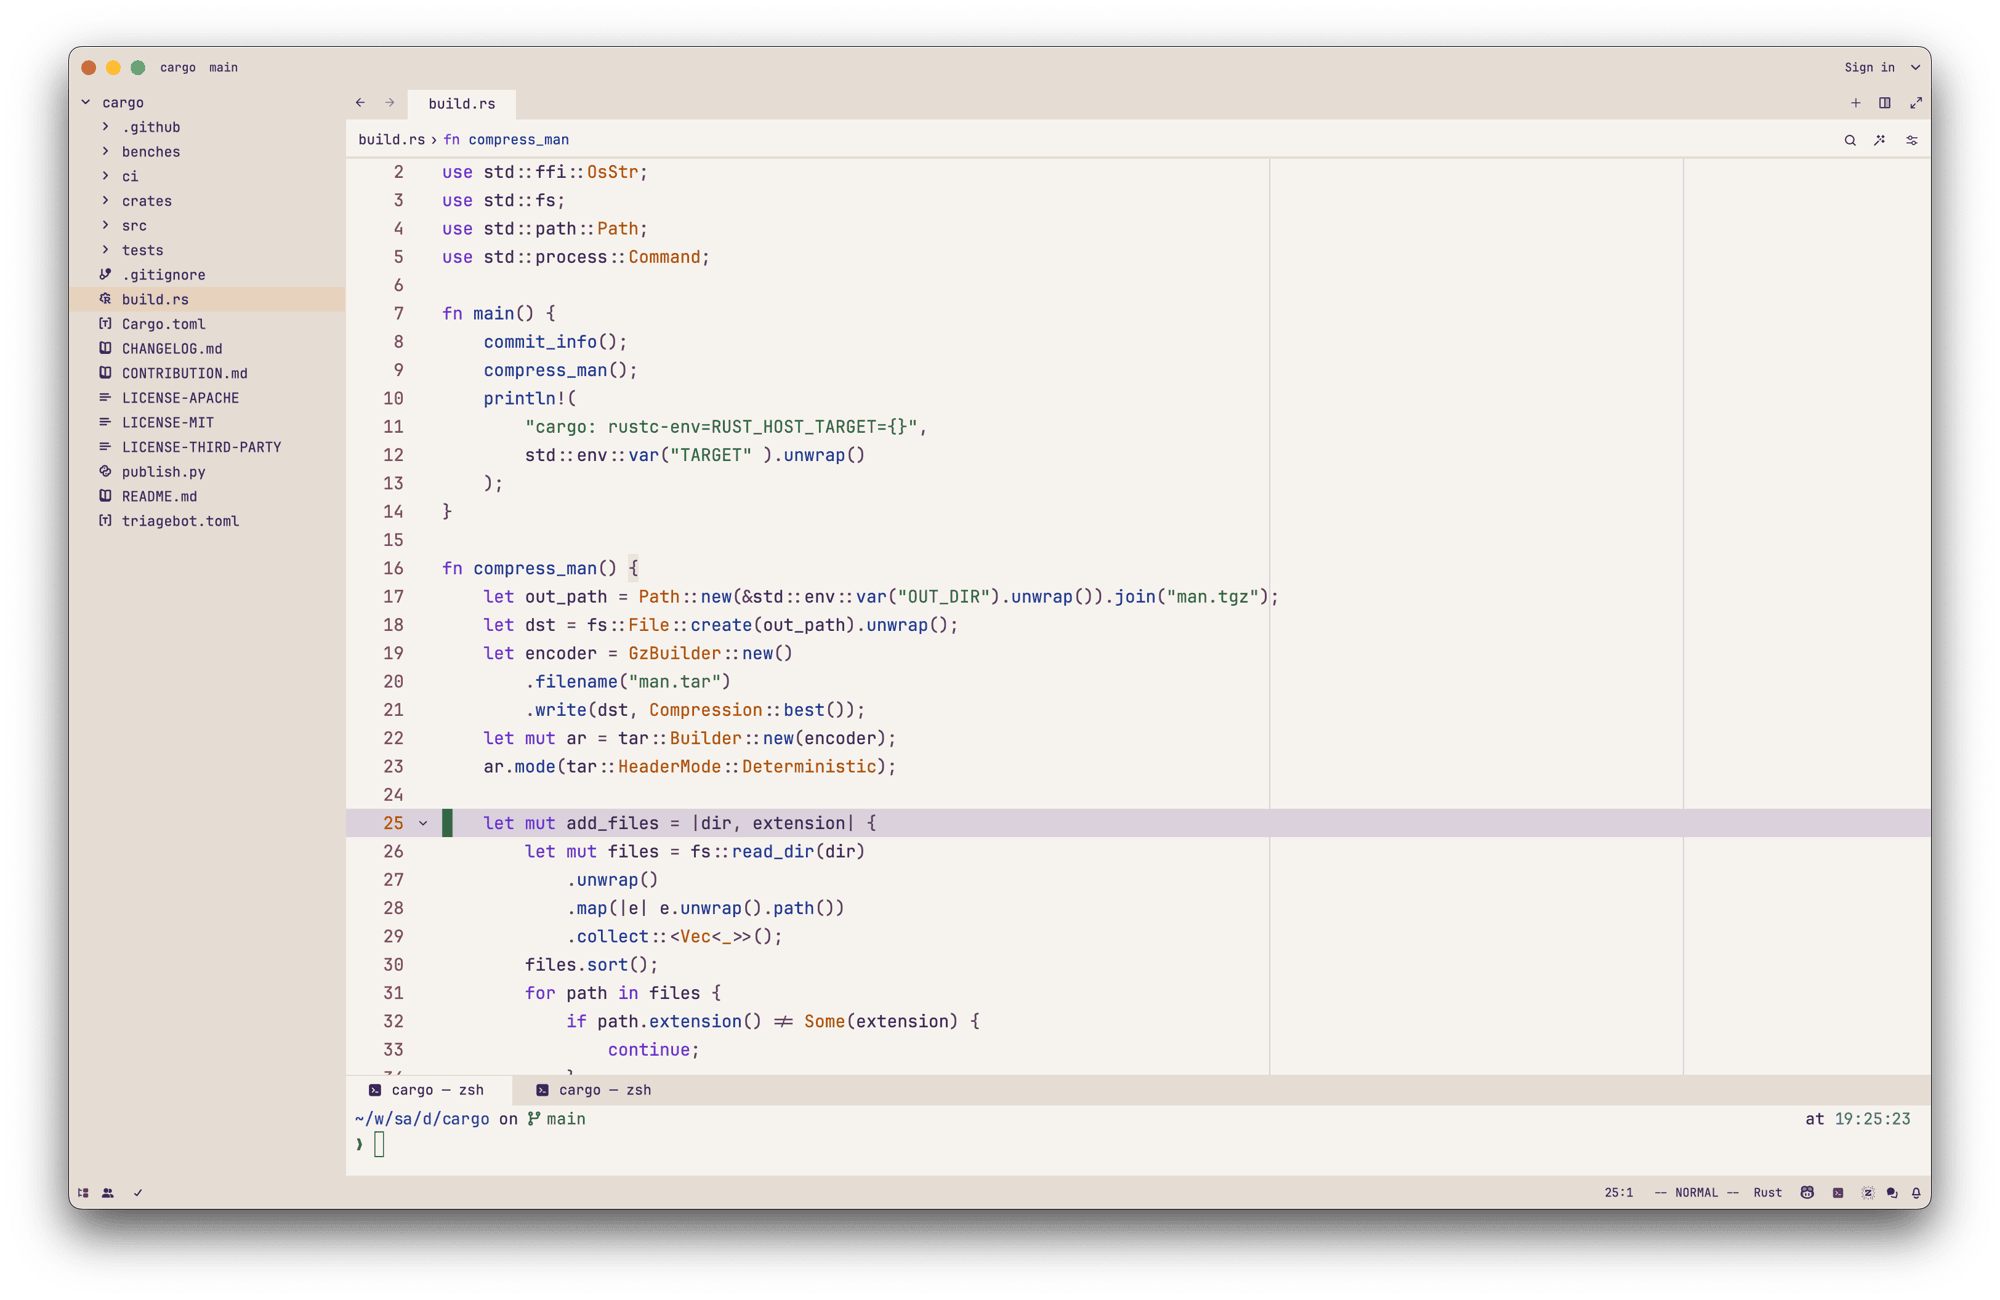 cargo main
Sign in
cargo
.github
benches
ci
crates
src
tests
.gitignore
build.rs
Cargo.toml
CHANGELOG.md
CONTRIBUTION.md
LICENSE-APACHE
LICENSE-MIT
LICENSE-THIRD-PARTY
publish.py
README.md
triagebot.toml
build.rs
build.rs › fn compress_man
2 use std::ffi::OsStr;
3 use std::fs;
4 use std::path::Path;
5 use std::process::Command;
6
7 fn main() {
8     commit_info();
9     compress_man();
10     println!(
11         "cargo: rustc-env=RUST_HOST_TARGET={}",
12         std::env::var("TARGET" ).unwrap()
13     );
14 }
15
16 fn compress_man() {
17     let out_path = Path::new(&std::env::var("OUT_DIR").unwrap()).join("man.tgz");
18     let dst = fs::File::create(out_path).unwrap();
19     let encoder = GzBuilder::new()
20         .filename("man.tar")
21         .write(dst, Compression::best());
22     let mut ar = tar::Builder::new(encoder);
23     ar.mode(tar::HeaderMode::Deterministic);
24
25     let mut add_files = |dir, extension| {
26         let mut files = fs::read_dir(dir)
27             .unwrap()
28             .map(|e| e.unwrap().path())
29             .collect::<Vec<_>>();
30         files.sort();
31         for path in files {
32             if path.extension() != Some(extension) {
33                 continue;
cargo — zsh
cargo — zsh
~/w/sa/d/cargo on main
at 19:25:23
❯
25:1 -- NORMAL -- Rust